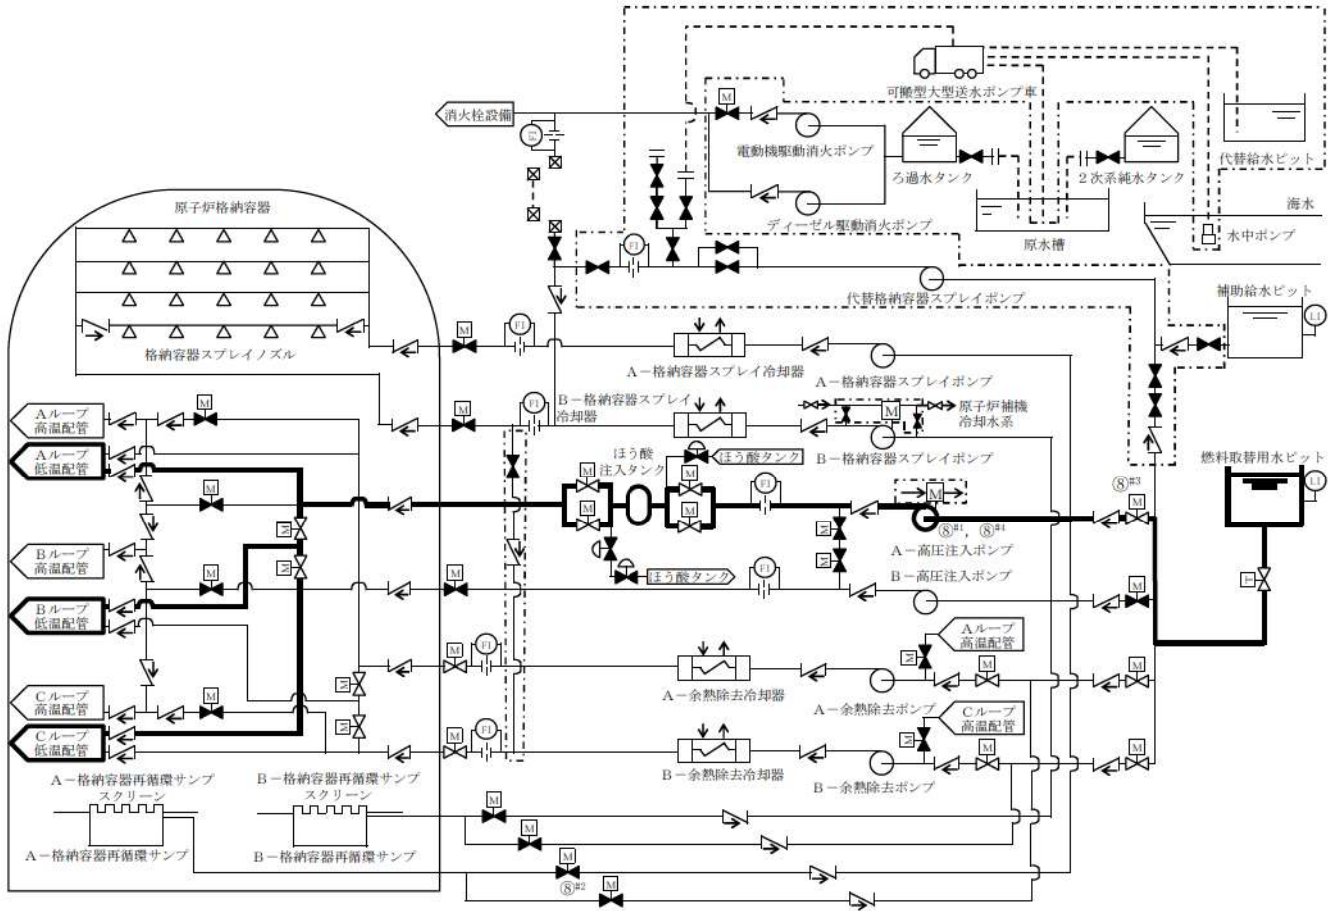 可搬型大型送水ポンプ車
消火栓設備
M
FI
電動機駆動消火ポンプ
ろ過水タンク
2次系純水タンク
代替給水ピット
ディーゼル駆動消火ポンプ
原水槽
水中ポンプ
海水
原子炉格納容器
FI
代替格納容器スプレイポンプ
補助給水ピット
LI
格納容器スプレイノズル
M
FI
A-格納容器スプレイ冷却器
A-格納容器スプレイポンプ
B-格納容器スプレイ
冷却器
M
FI
M
原子炉補機
冷却水系
B-格納容器スプレイポンプ
Aループ
高温配管
M
Aループ
低温配管
ほう酸
注入タンク
ほう酸タンク
燃料取替用水ピット
LI
M
M
M
FI
M
⑧#3
M
M
M
M
⑧#1, ⑧#4
A-高圧注入ポンプ
Bループ
高温配管
M
ほう酸タンク
FI
B-高圧注入ポンプ
T
M
M
M
Bループ
低温配管
Aループ
高温配管
M
FI
M
M
M
A-余熱除去冷却器
A-余熱除去ポンプ
M
Cループ
高温配管
M
Cループ
高温配管
M
FI
M
M
M
M
Cループ
低温配管
B-余熱除去冷却器
B-余熱除去ポンプ
A-格納容器再循環サンプ
スクリーン
B-格納容器再循環サンプ
スクリーン
M
M
A-格納容器再循環サンプ
B-格納容器再循環サンプ
M
⑧#2
M